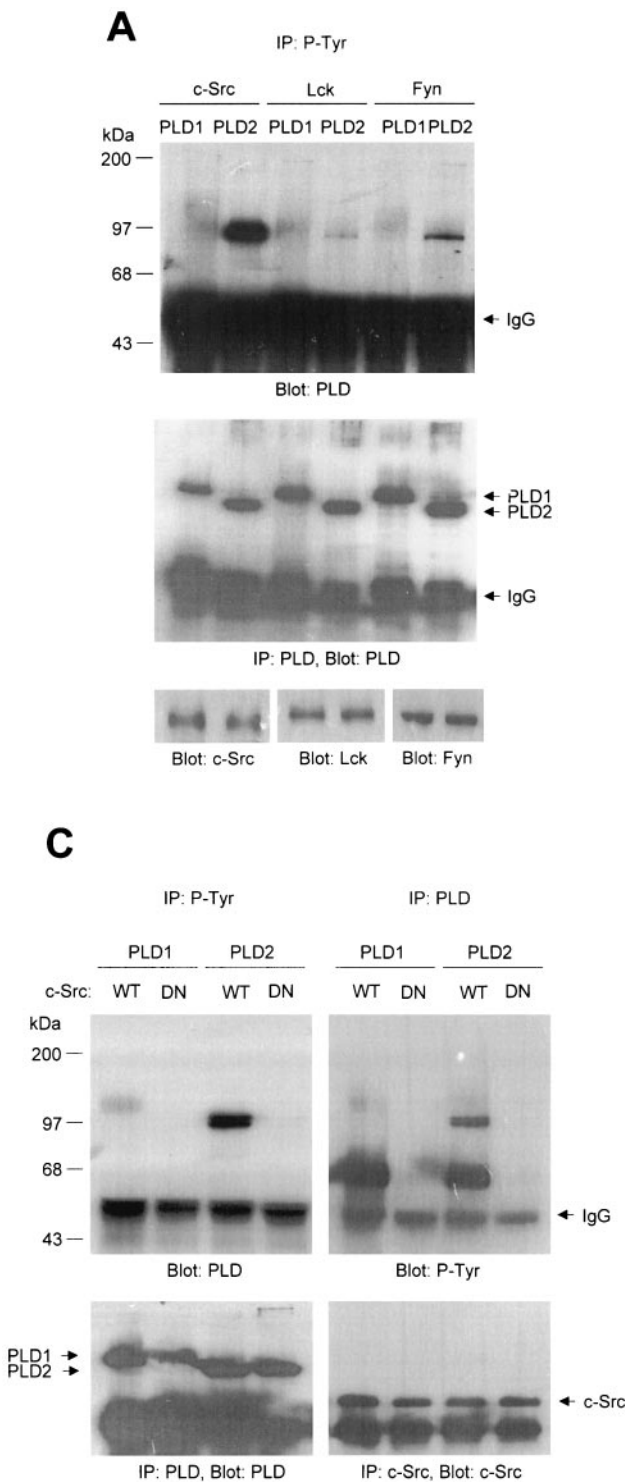 A
IP: P-Tyr
c-Src Lck Fyn
kDa PLD1 PLD2 PLD1 PLD2 PLD1 PLD2
200
97
68
← IgG
43
Blot: PLD
← PLD1
← PLD2
← IgG
IP: PLD, Blot: PLD
Blot: c-Src Blot: Lck Blot: Fyn
C
IP: P-Tyr IP: PLD
PLD1 PLD2 PLD1 PLD2
c-Src: WT DN WT DN WT DN WT DN
kDa
200
97
68
← IgG
43
Blot: PLD Blot: P-Tyr
PLD1 →
PLD2 →
← c-Src
IP: PLD, Blot: PLD IP: c-Src, Blot: c-Src